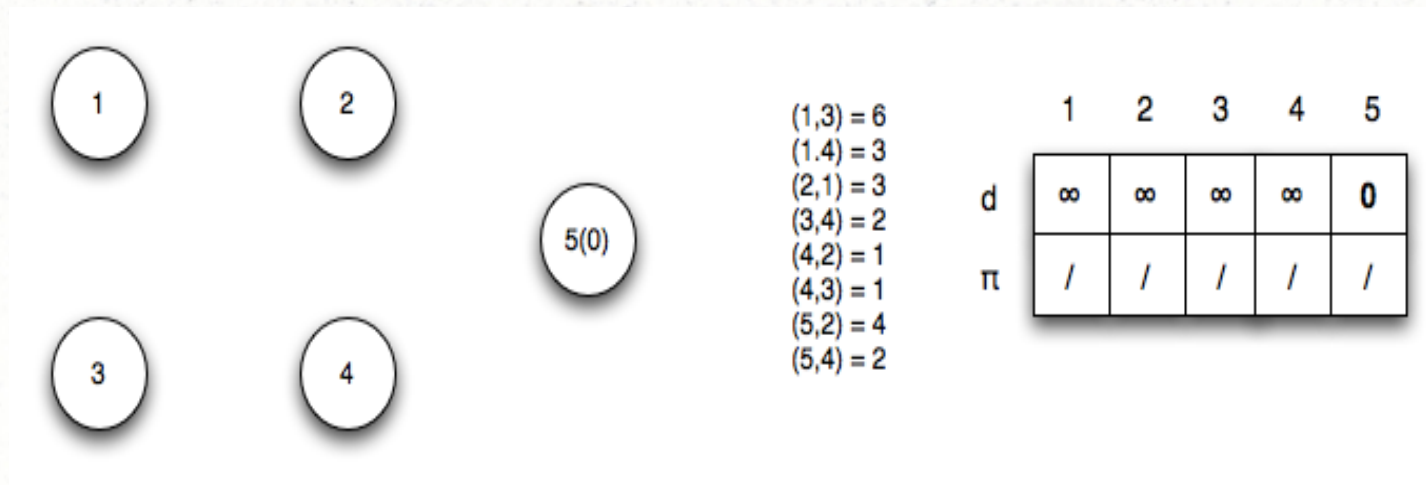 1 2
5(0)
3 4
(1,3) = 6
(1.4) = 3
(2,1) = 3
(3,4) = 2
(4,2) = 1
(4,3) = 1
(5,2) = 4
(5,4) = 2
1 2 3 4 5
d ∞ ∞ ∞ ∞ 0
π / / / / /